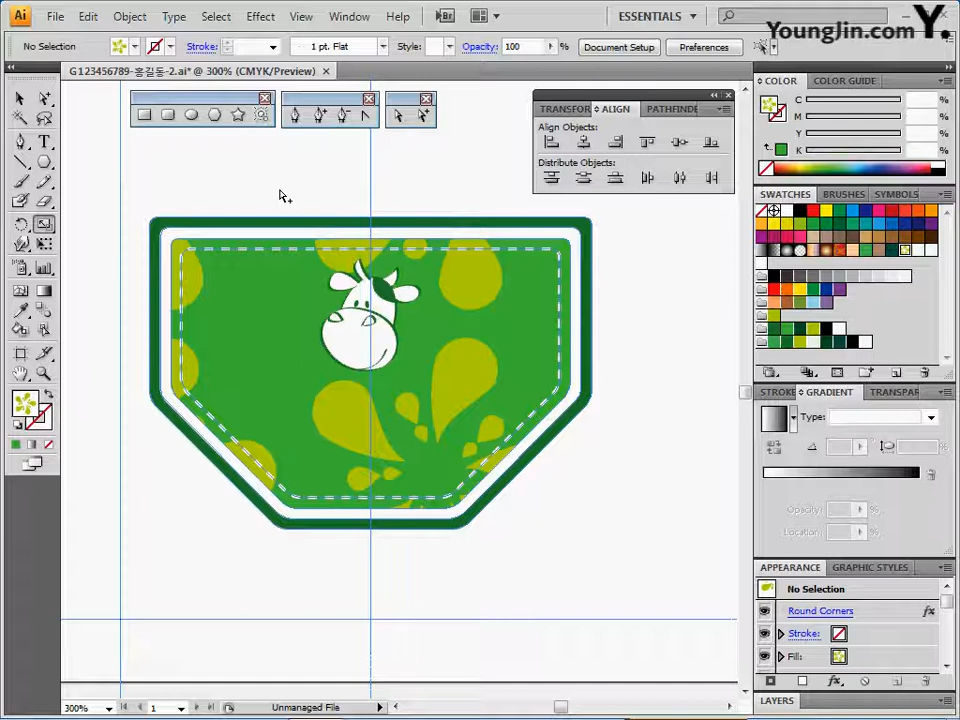 Ai File Edit Object Type Select Effect View Window Help Br ESSENTIALS
YoungJin.com Y.
No Selection Stroke: 1 pt. Flat Style: Opacity: 100 % Document Setup Preferences
G123456789-홍길동-2.ai* @ 300% (CMYK/Preview) ×
COLOR COLOR GUIDE
TRANSFOR ALIGN PATHFINDE
C %
M %
Y %
K %
Align Objects:
Distribute Objects:
SWATCHES BRUSHES SYMBOLS
STROKE GRADIENT TRANSPAR
Type:
%
Opacity: %
Location: %
APPEARANCE GRAPHIC STYLES
No Selection
Round Corners fx
Stroke:
Fill:
LAYERS
300% 1 Unmanaged File